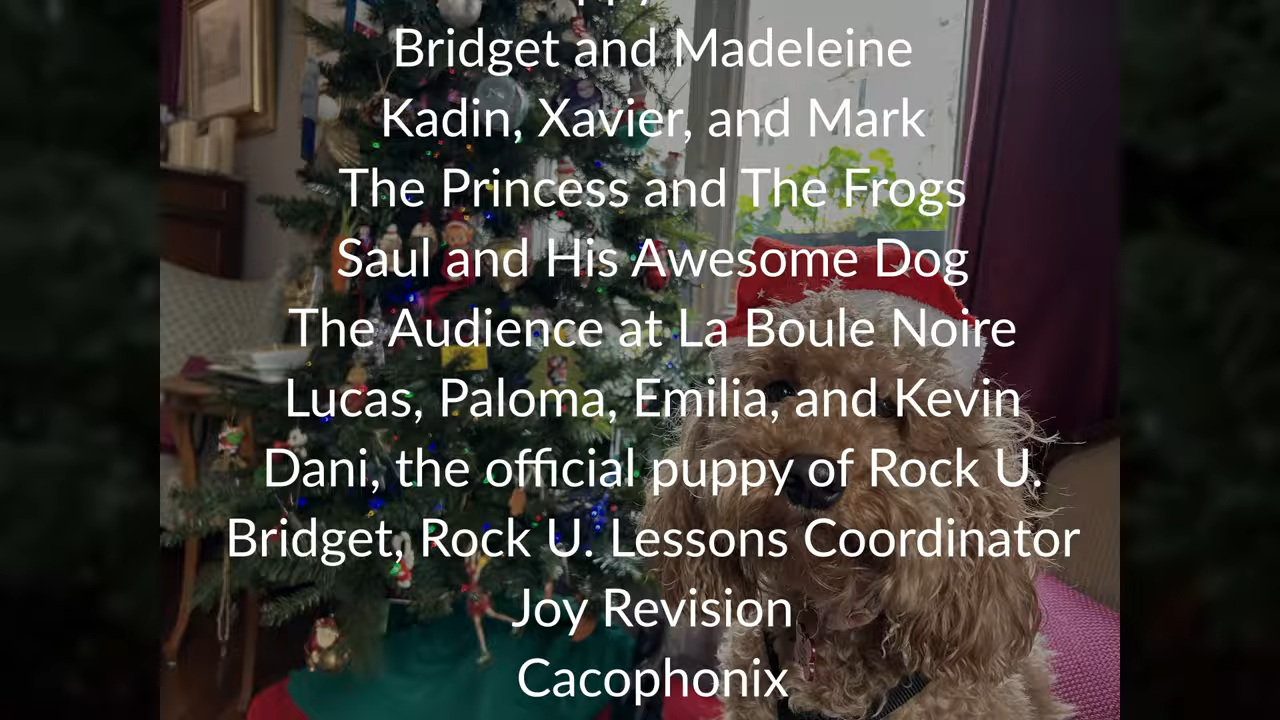 Bridget and Madeleine
Kadin, Xavier, and Mark
The Princess and The Frogs
Saul and His Awesome Dog
The Audience at La Boule Noire
Lucas, Paloma, Emilia, and Kevin
Dani, the official puppy of Rock U.
Bridget, Rock U. Lessons Coordinator
Joy Revision
Cacophonix